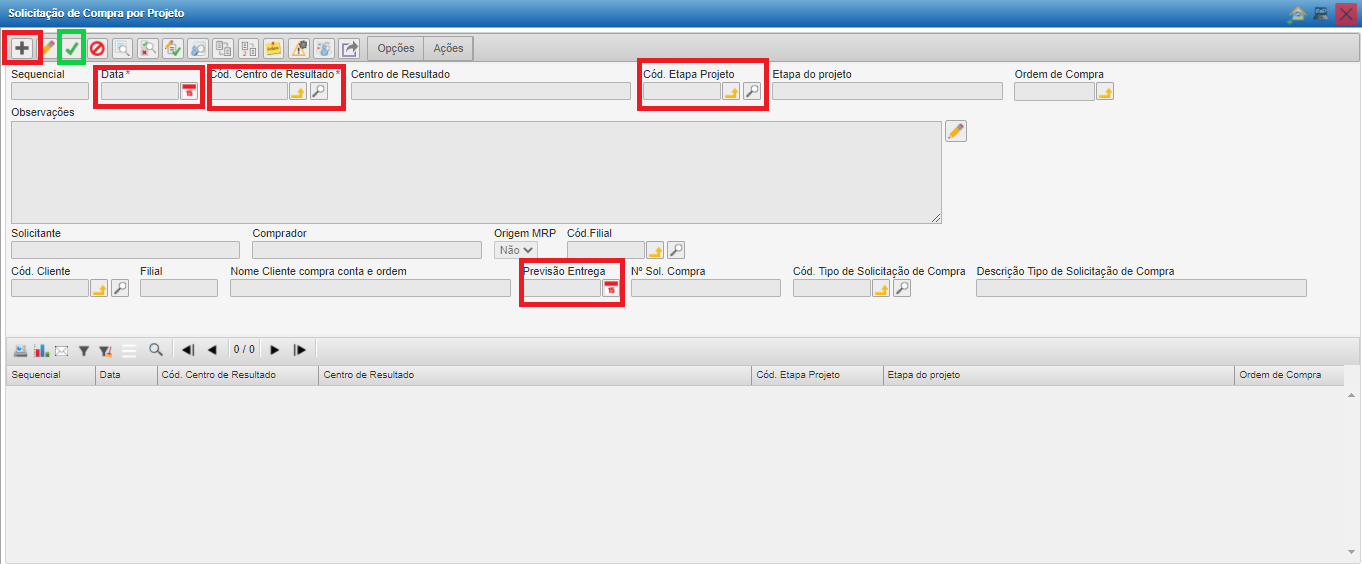 Solicitação de Compra por Projeto
Opções Ações
Sequencial Data* Cód. Centro de Resultado* Centro de Resultado Cód. Etapa Projeto Etapa do projeto Ordem de Compra
Observações
Solicitante Comprador Origem MRP Cód.Filial
Não
Cód. Cliente Filial Nome Cliente compra conta e ordem Previsão Entrega Nº Sol. Compra Cód. Tipo de Solicitação de Compra Descrição Tipo de Solicitação de Compra
0 / 0
Sequencial Data Cód. Centro de Resultado Centro de Resultado Cód. Etapa Projeto Etapa do projeto Ordem de Compra